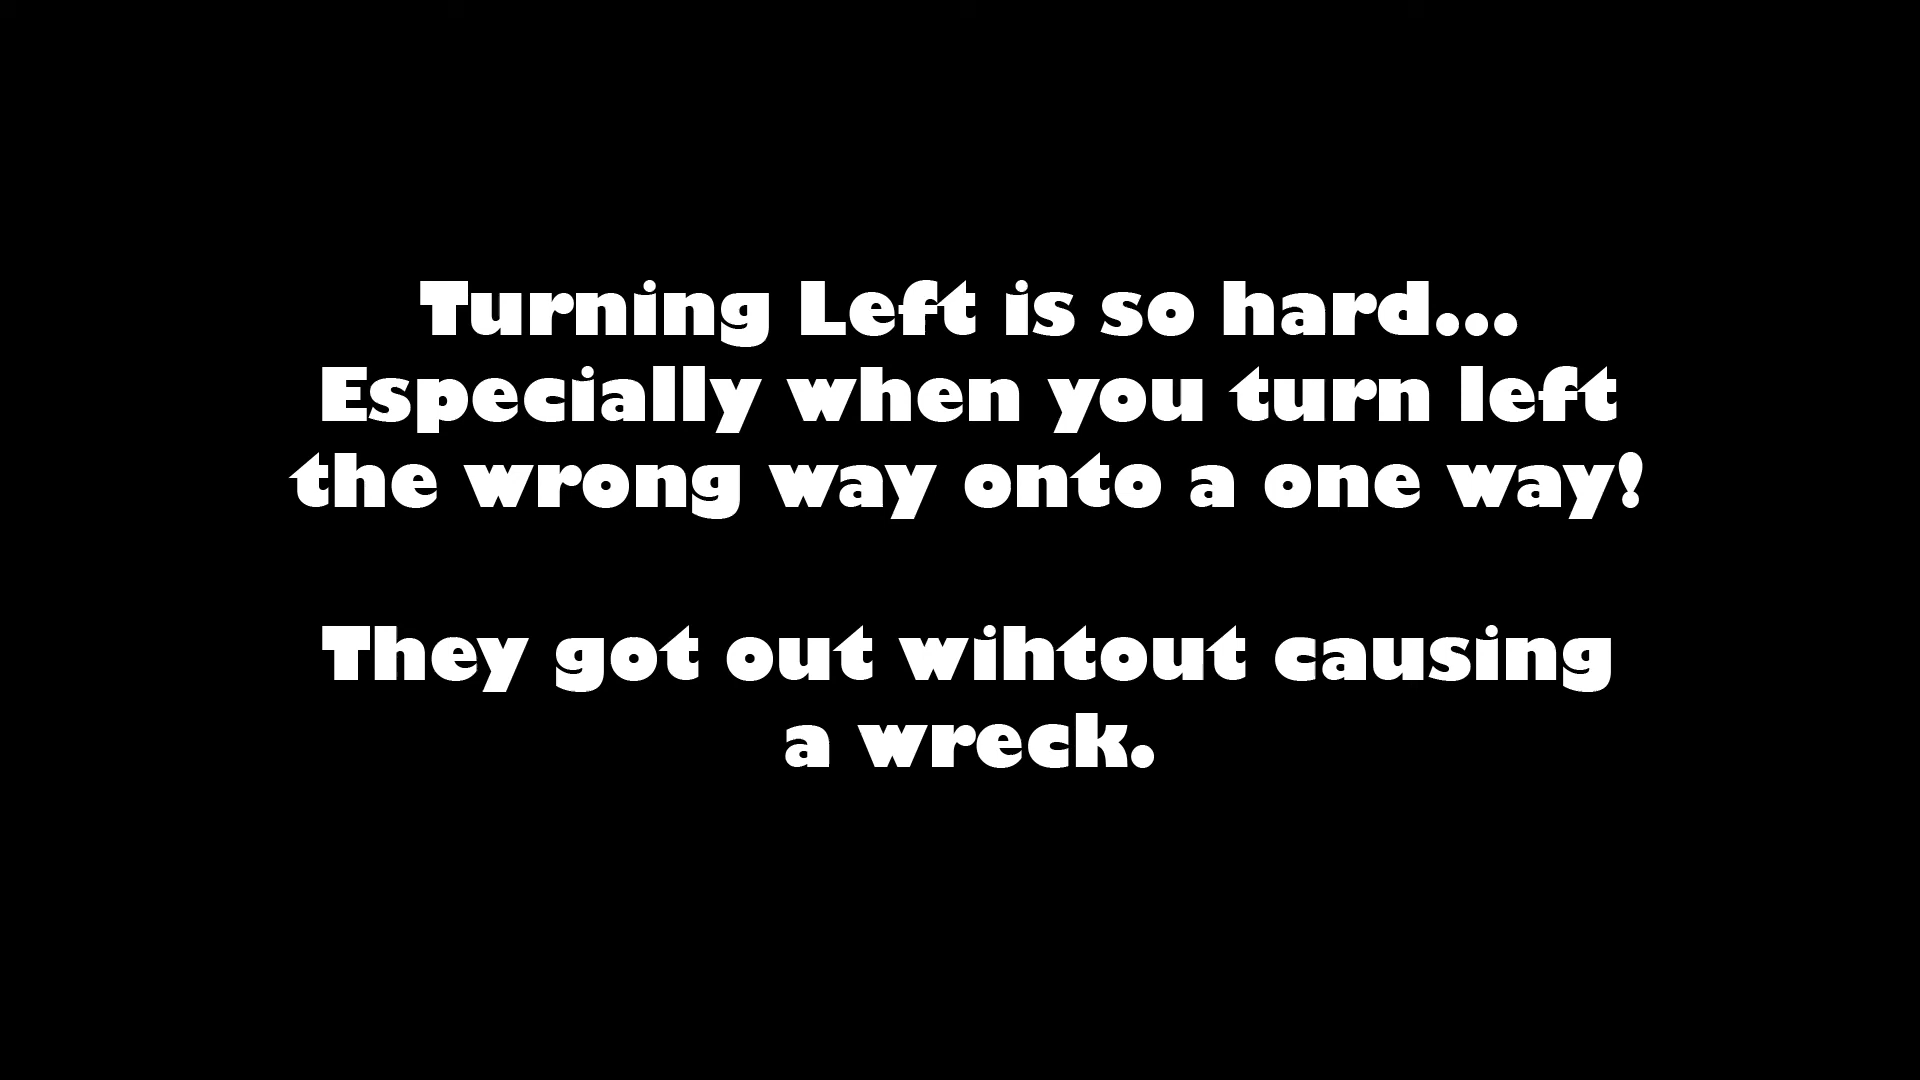 Turning Left is so hard...
Especially when you turn left
the wrong way onto a one way!
They got out wihtout causing
a wreck.